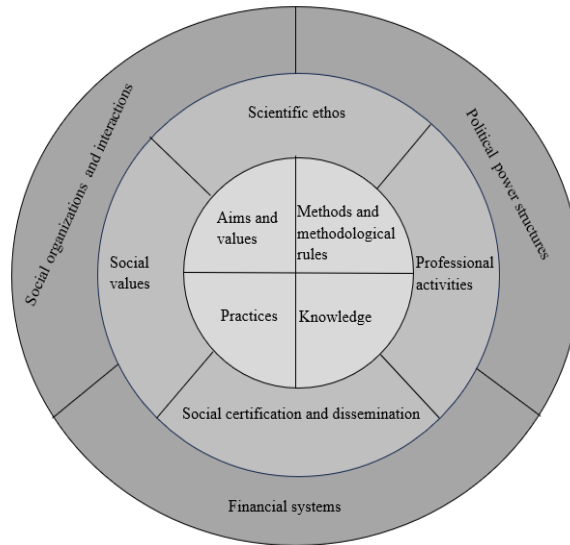 Social organizations and interactions
Political power structures
Scientific ethos
Aims and
values
Methods and
methodological
rules
Social
values
Professional
activities
Practices
Knowledge
Social certification and dissemination
Financial systems